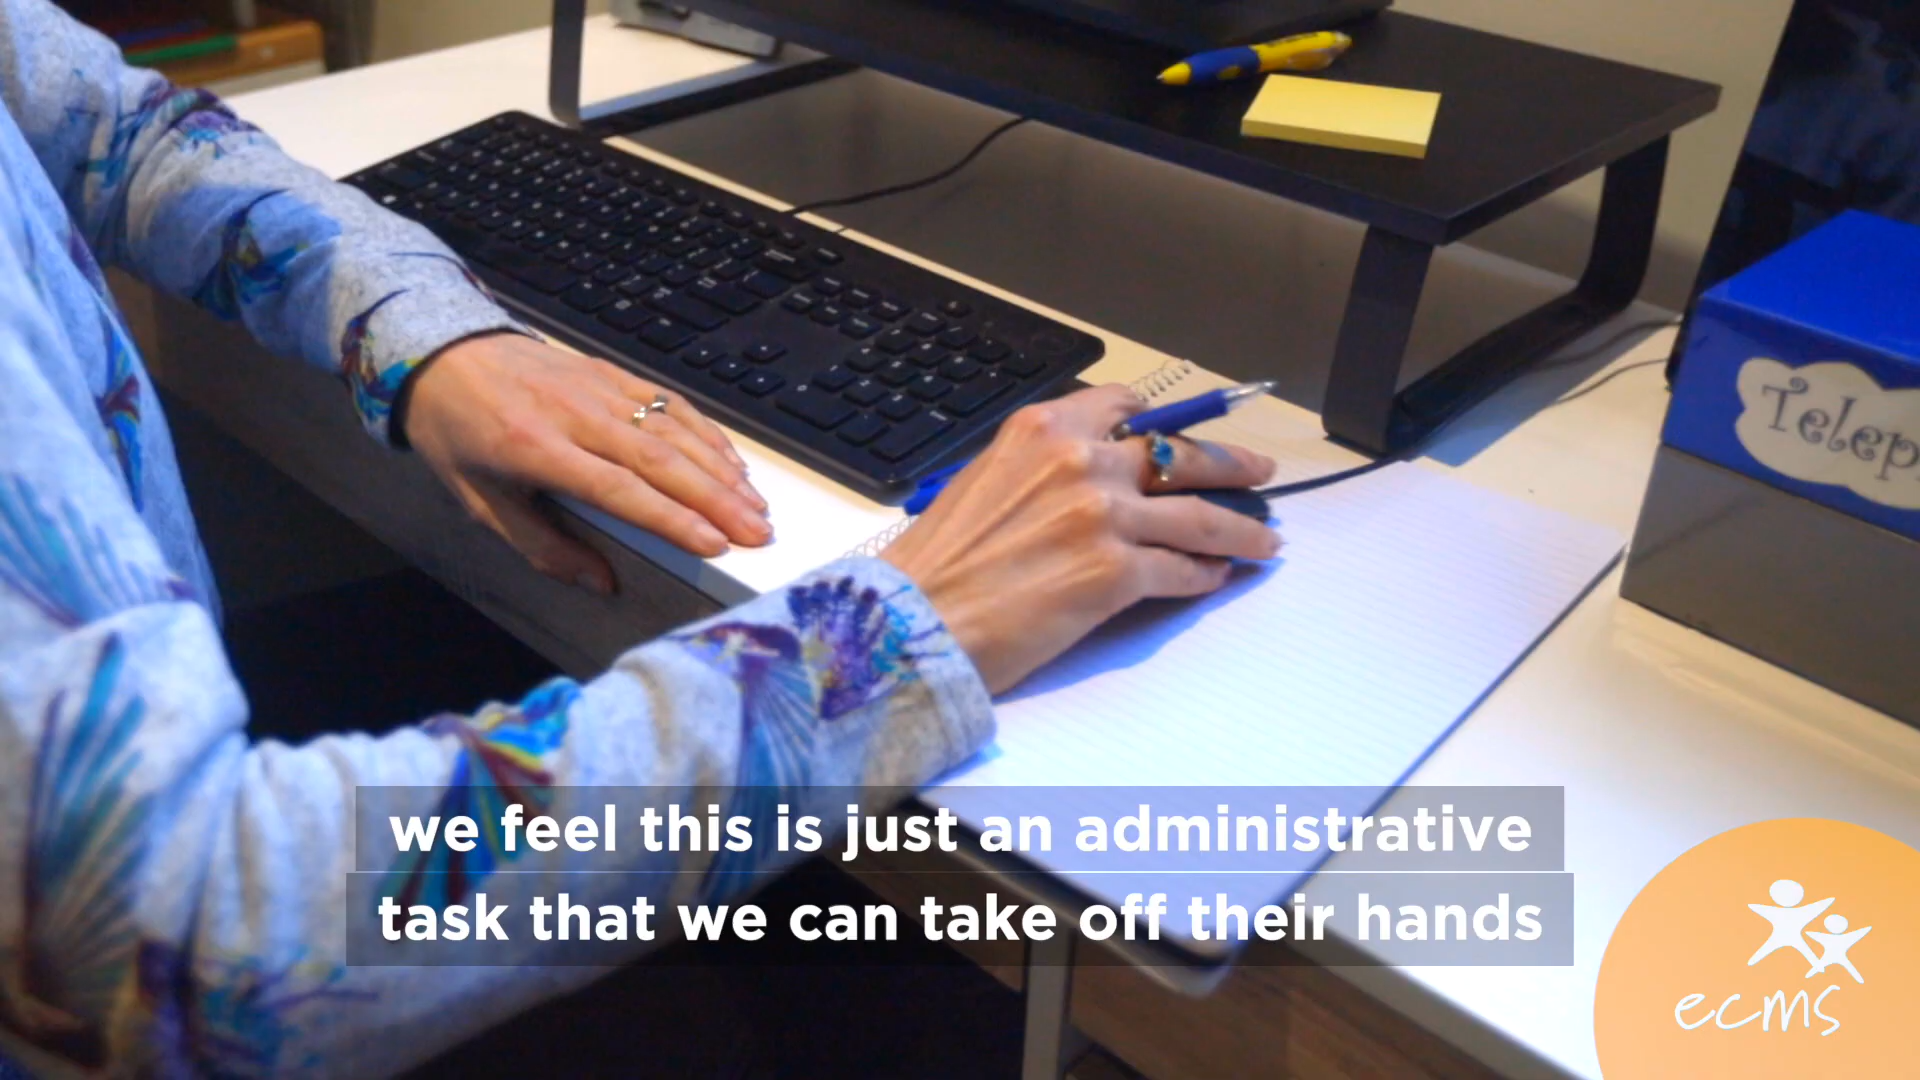 Telep
we feel this is just an administrative
task that we can take off their hands
ecms